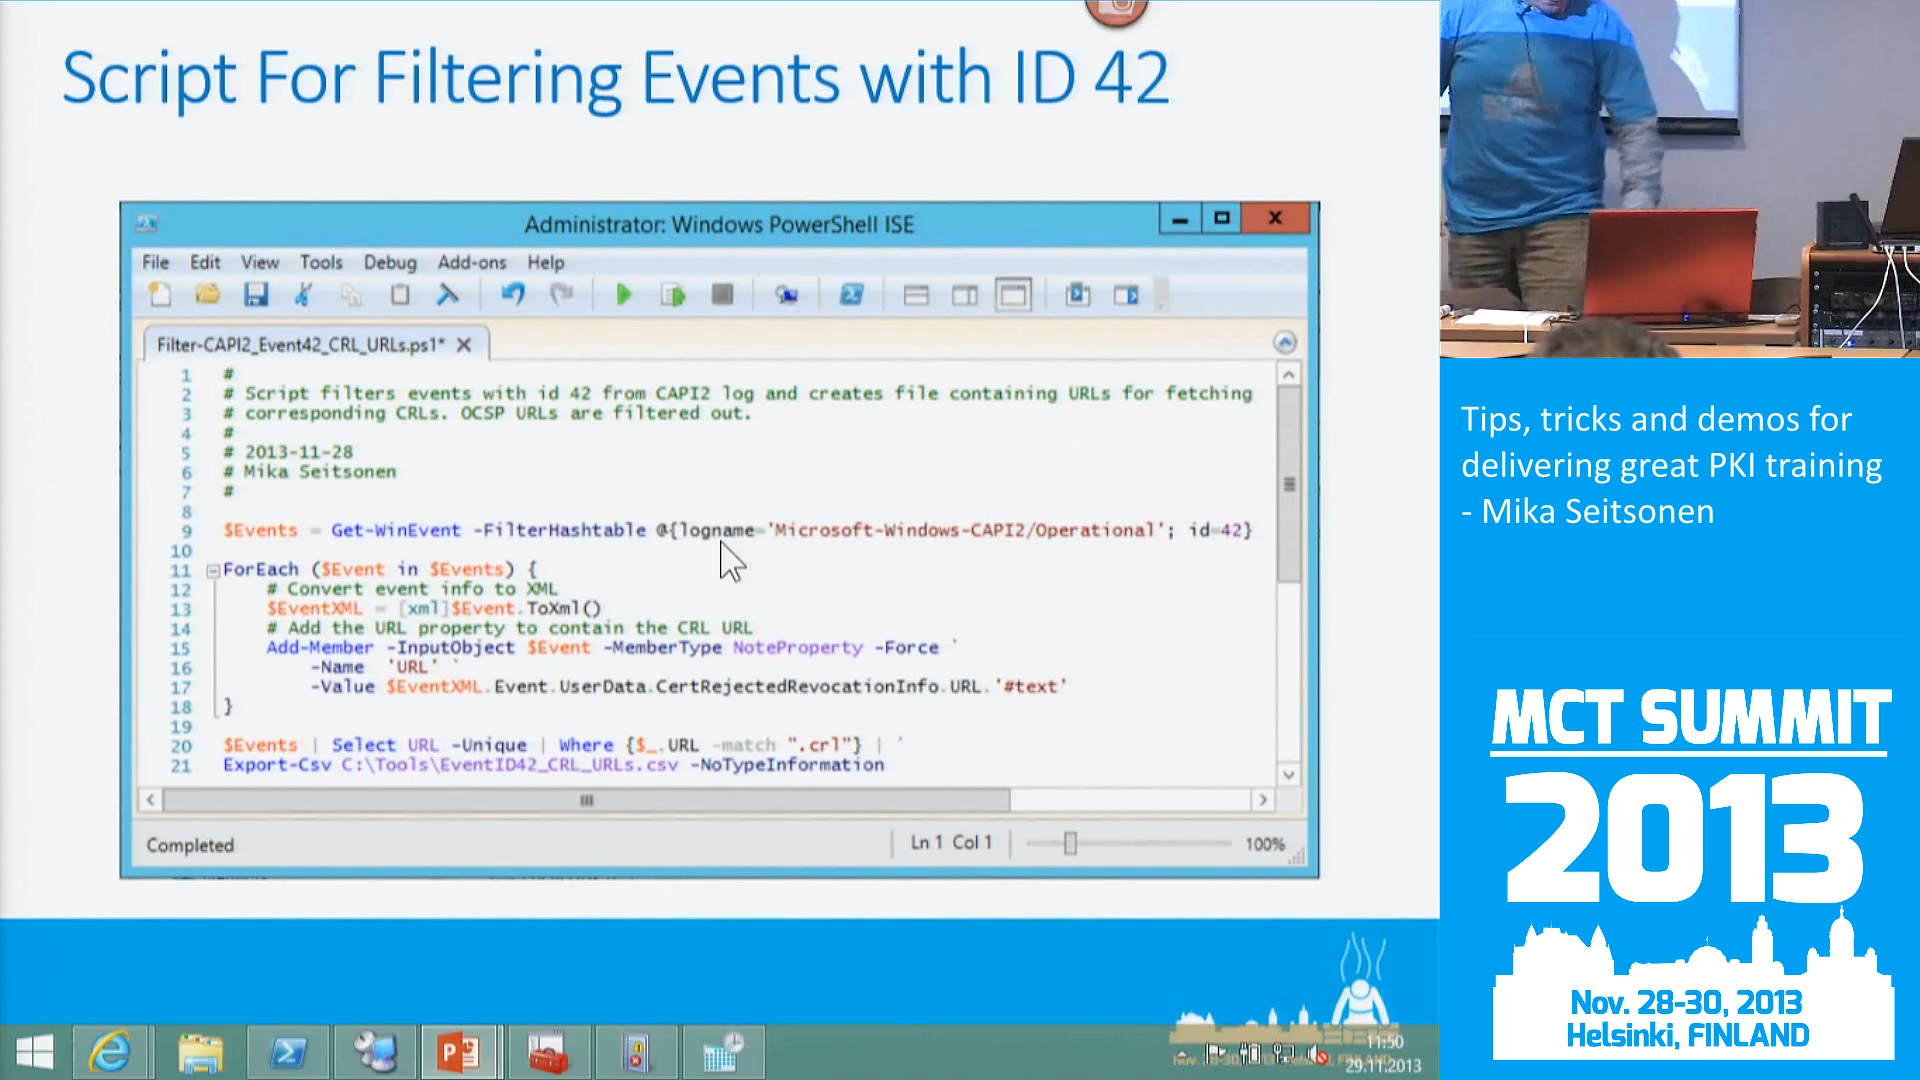 Script For Filtering Events with ID 42
Administrator: Windows PowerShell ISE
File Edit View Tools Debug Add-ons Help
Filter-CAPI2_Event42_CRL_URLs.ps1*
1 #
2 # Script filters events with id 42 from CAPI2 log and creates file containing URLs for fetching
3 # corresponding CRLs. OCSP URLs are filtered out.
4 #
5 # 2013-11-28
6 # Mika Seitsonen
7 #
8
9 $Events = Get-WinEvent -FilterHashtable @{logname='Microsoft-Windows-CAPI2/Operational'; id=42}
10
11 ForEach ($Event in $Events) {
12 # Convert event info to XML
13 $EventXML = [xml]$Event.ToXml()
14 # Add the URL property to contain the CRL URL
15 Add-Member -InputObject $Event -MemberType NoteProperty -Force `
16 -Name 'URL' `
17 -Value $EventXML.Event.UserData.CertRejectedRevocationInfo.URL.'#text'
18 }
19
20 $Events | Select URL -Unique | Where {$_.URL -match ".crl"} | `
21 Export-Csv C:\Tools\EventID42_CRL_URLs.csv -NoTypeInformation
Completed
Ln 1 Col 1
100%
11:50
29.11.2013
Tips, tricks and demos for
delivering great PKI training
- Mika Seitsonen
MCT SUMMIT
2013
Nov. 28-30, 2013
Helsinki, FINLAND